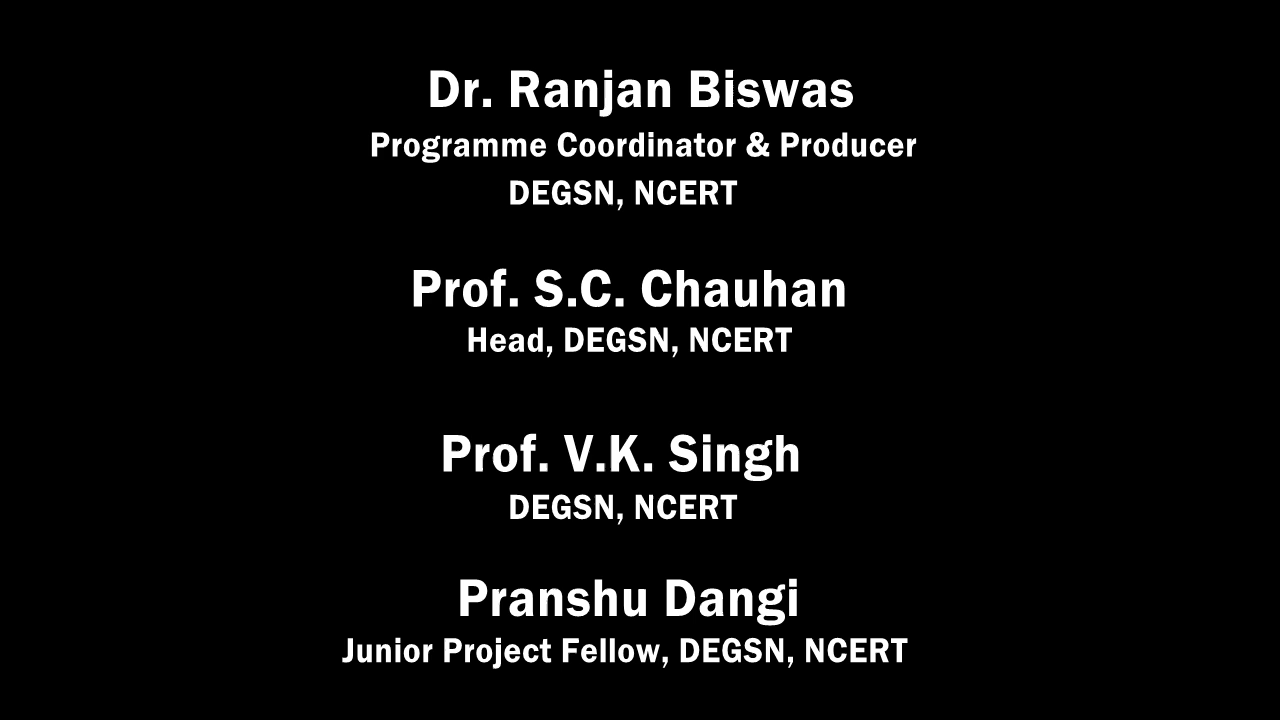 Dr. Ranjan Biswas
Programme Coordinator & Producer
DEGSN, NCERT
Prof. S.C. Chauhan
Head, DEGSN, NCERT
Prof. V.K. Singh
DEGSN, NCERT
Pranshu Dangi
Junior Project Fellow, DEGSN, NCERT